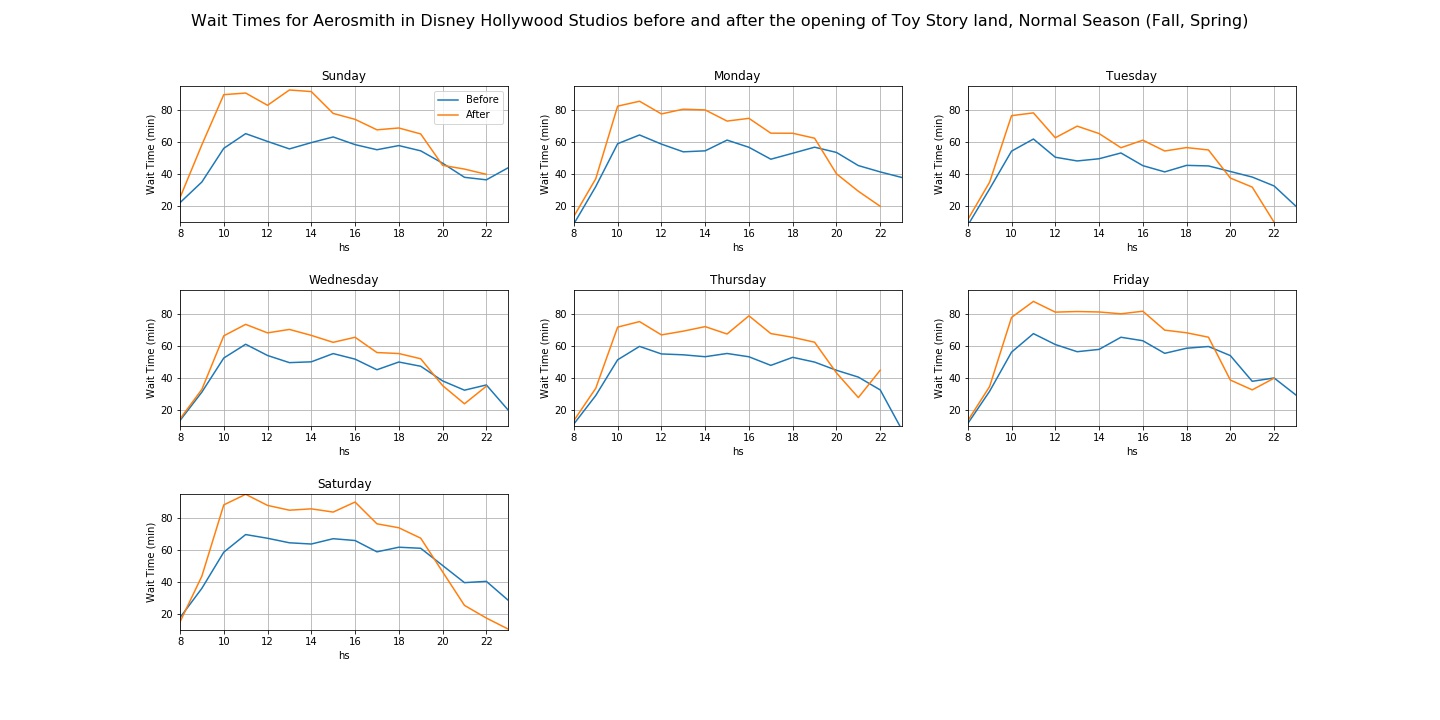 Wait Times for Aerosmith in Disney Hollywood Studios before and after the opening of Toy Story land, Normal Season (Fall, Spring)
Sunday
Wait Time (min)
80
60
40
20
Before
After
8 10 12 14 16 18 20 22
hs
Monday
Wait Time (min)
80
60
40
20
8 10 12 14 16 18 20 22
hs
Tuesday
Wait Time (min)
80
60
40
20
8 10 12 14 16 18 20 22
hs
Wednesday
Wait Time (min)
80
60
40
20
8 10 12 14 16 18 20 22
hs
Thursday
Wait Time (min)
80
60
40
20
8 10 12 14 16 18 20 22
hs
Friday
Wait Time (min)
80
60
40
20
8 10 12 14 16 18 20 22
hs
Saturday
Wait Time (min)
80
60
40
20
8 10 12 14 16 18 20 22
hs